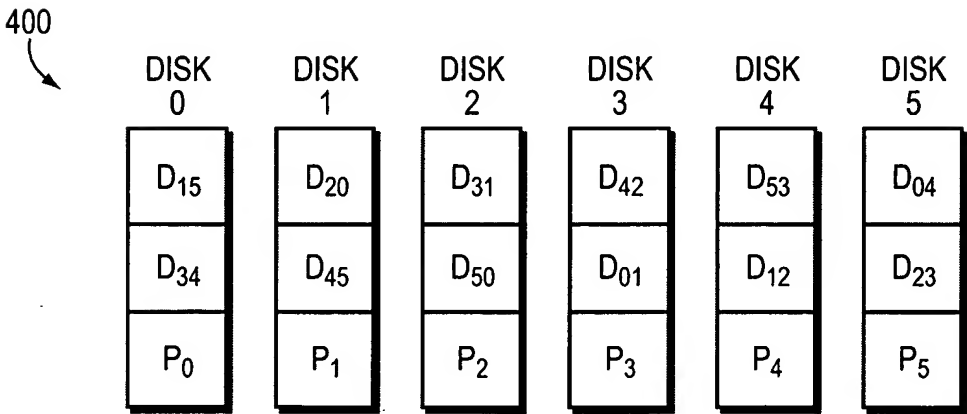 400
DISK DISK DISK DISK DISK DISK
0 1 2 3 4 5
D₁₅ D₂₀ D₃₁ D₄₂ D₅₃ D₀₄
D₃₄ D₄₅ D₅₀ D₀₁ D₁₂ D₂₃
P₀ P₁ P₂ P₃ P₄ P₅